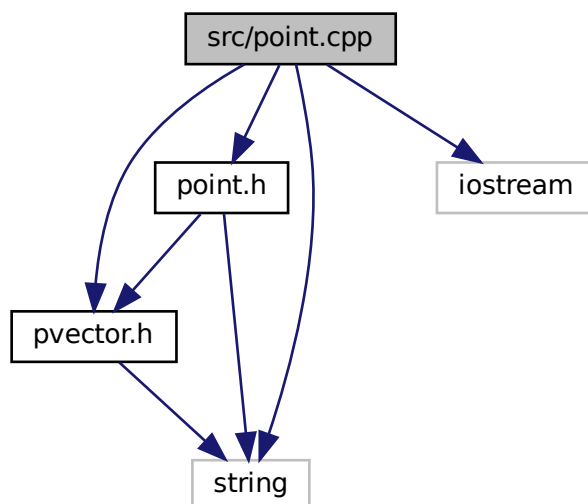 src/point.cpp
point.h
iostream
pvector.h
string